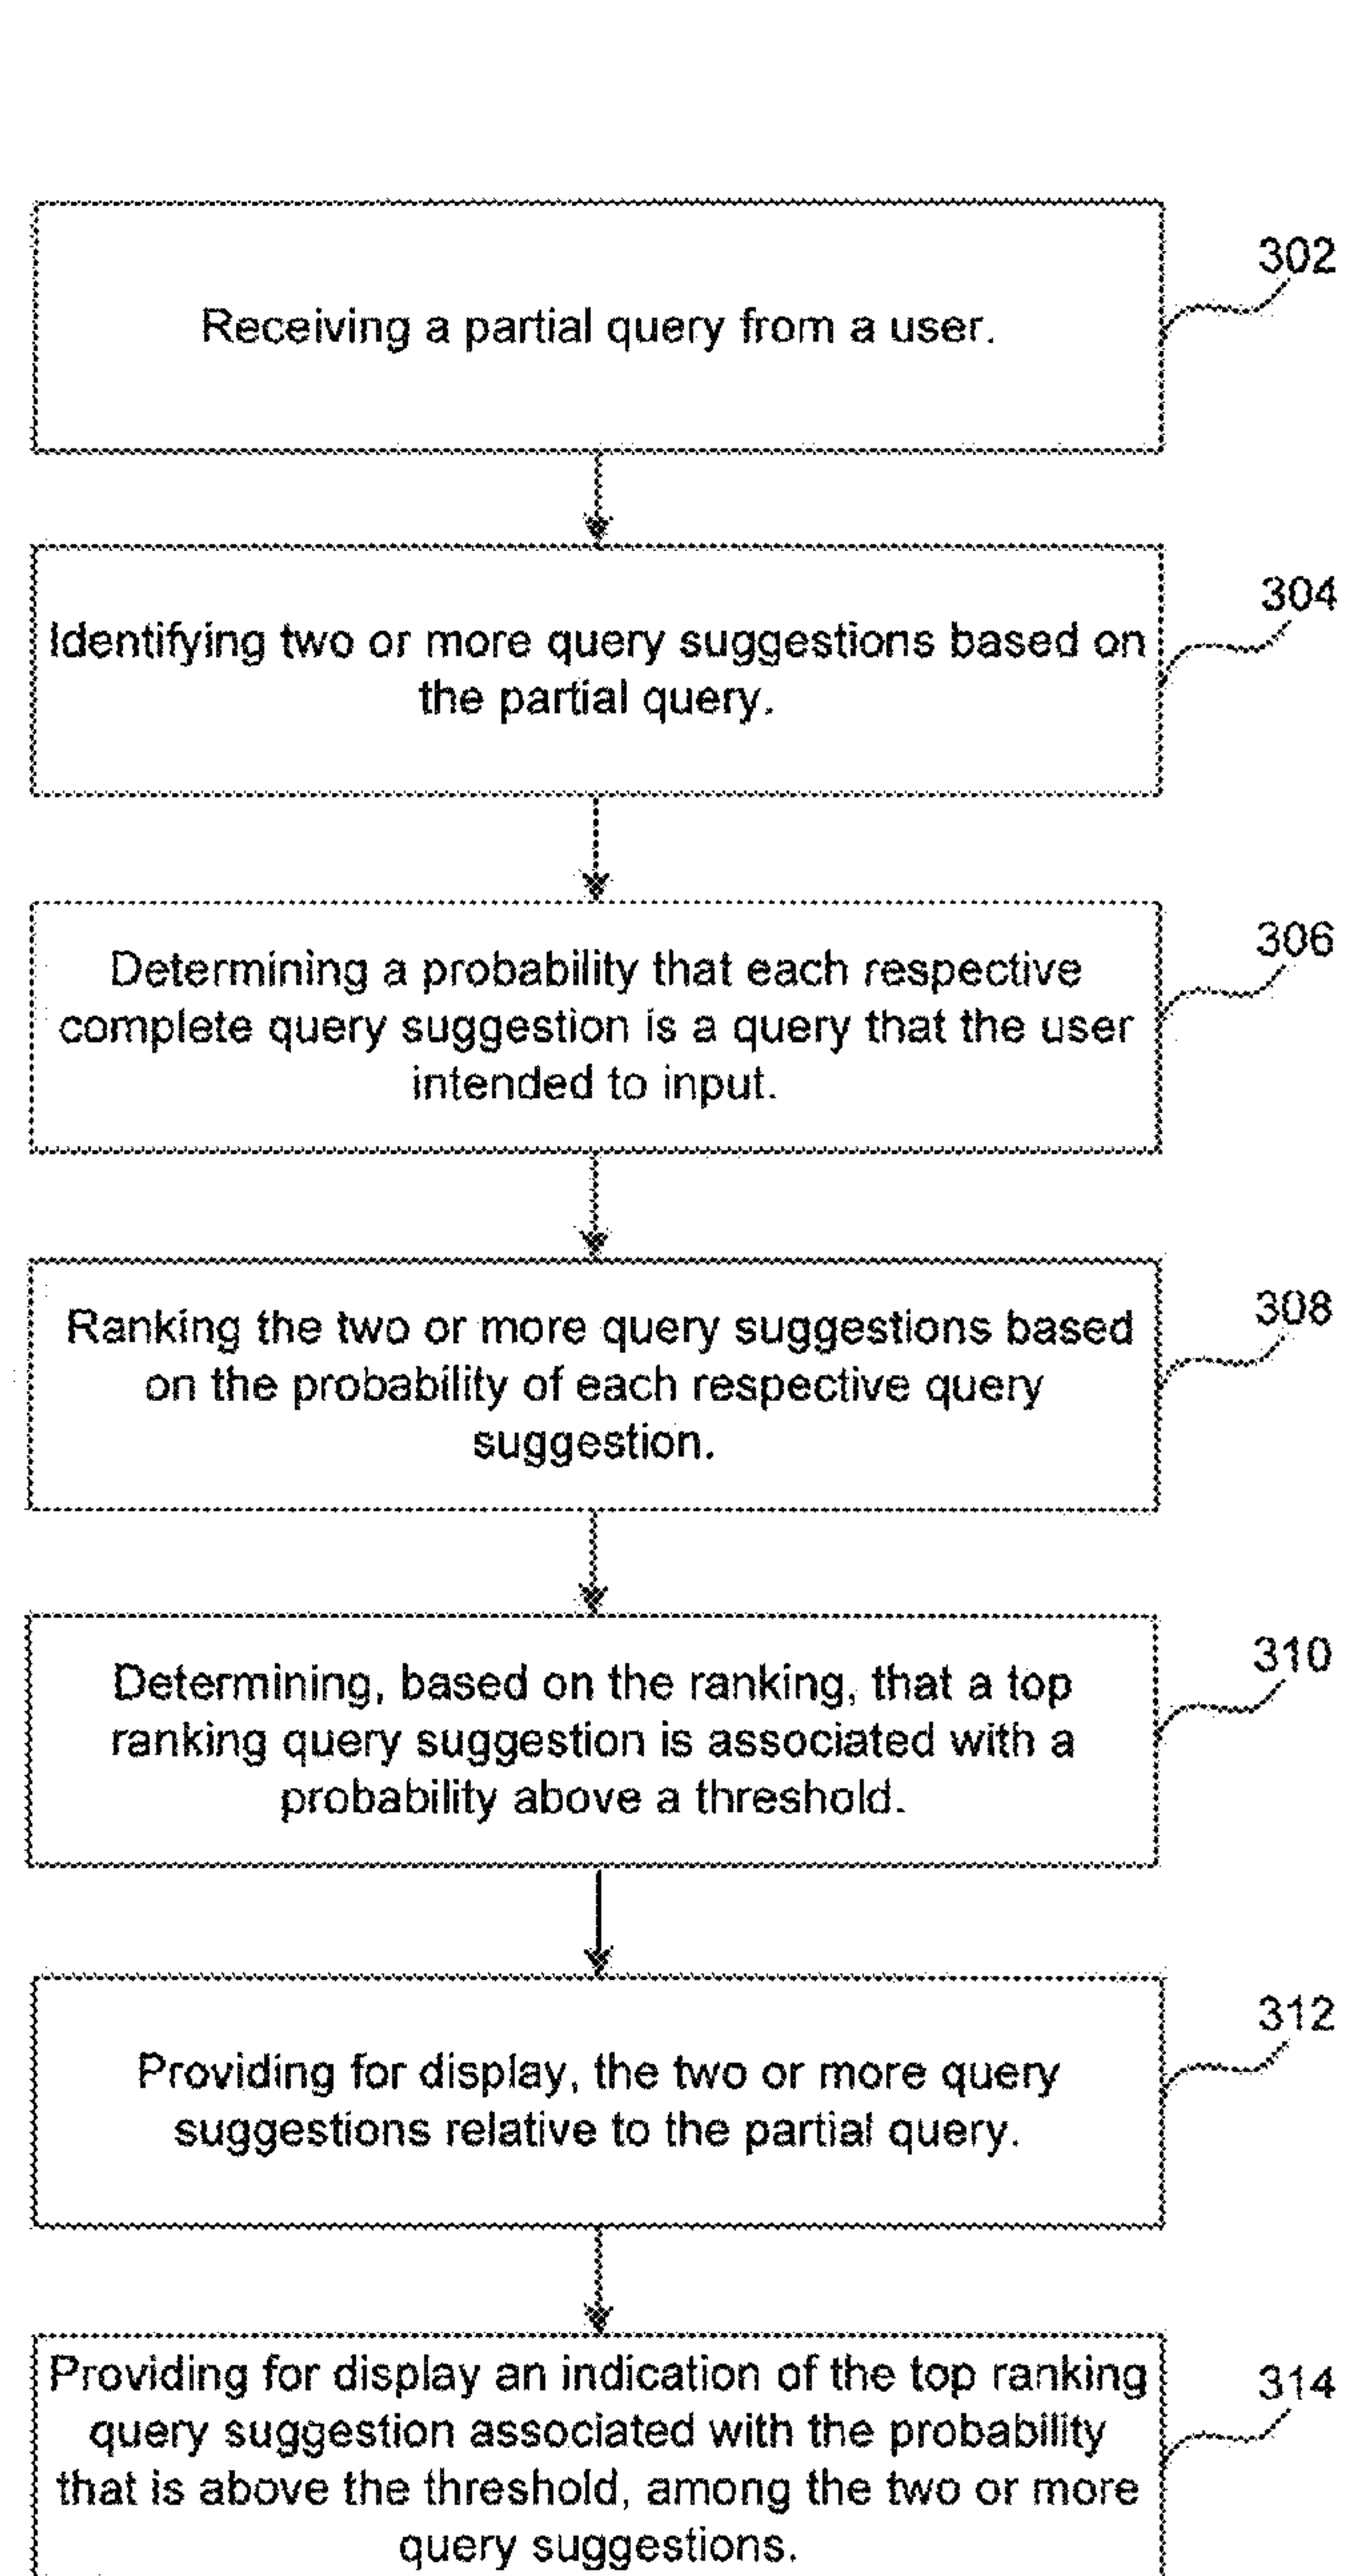 302
Receiving a partial query from a user.
304
Identifying two or more query suggestions based on
the partial query.
306
Determining a probability that each respective
complete query suggestion is a query that the user
intended to input.
308
Ranking the two or more query suggestions based
on the probability of each respective query
suggestion.
310
Determining, based on the ranking, that a top
ranking query suggestion is associated with a
probability above a threshold.
312
Providing for display, the two or more query
suggestions relative to the partial query.
314
Providing for display an indication of the top ranking
query suggestion associated with the probability
that is above the threshold, among the two or more
query suggestions.